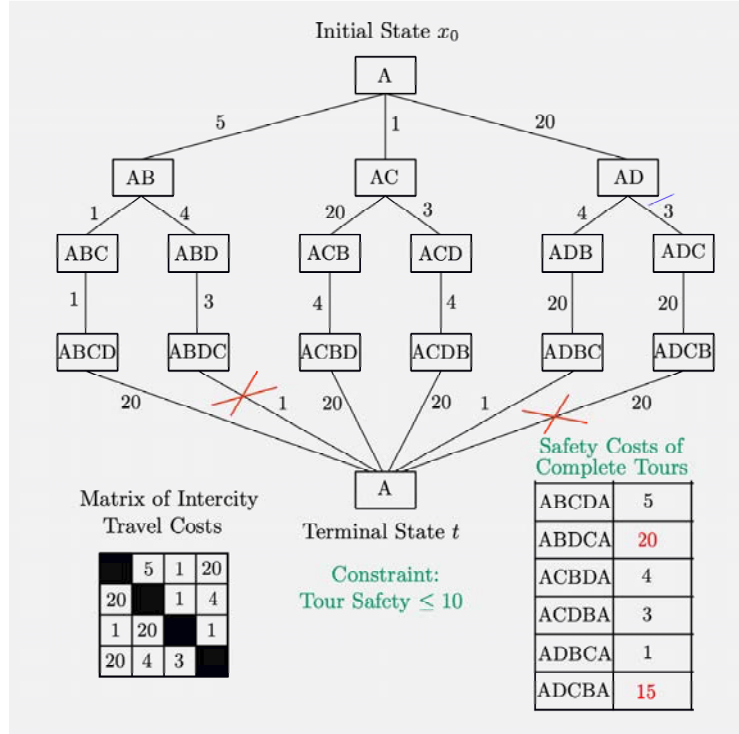 Initial State x₀
A
5 1 20
AB AC AD
1 4 20 3 4 3
ABC ABD ACB ACD ADB ADC
1 3 4 4 20 20
ABCD ABDC ACBD ACDB ADBC ADCB
20 1 20 20 1 20
A
Terminal State t
Constraint:
Tour Safety ≤ 10
Matrix of Intercity
Travel Costs
5 1 20
20 1 4
1 20 1
20 4 3
Safety Costs of
Complete Tours
ABCDA 5
ABDCA 20
ACBDA 4
ACDBA 3
ADBCA 1
ADCBA 15